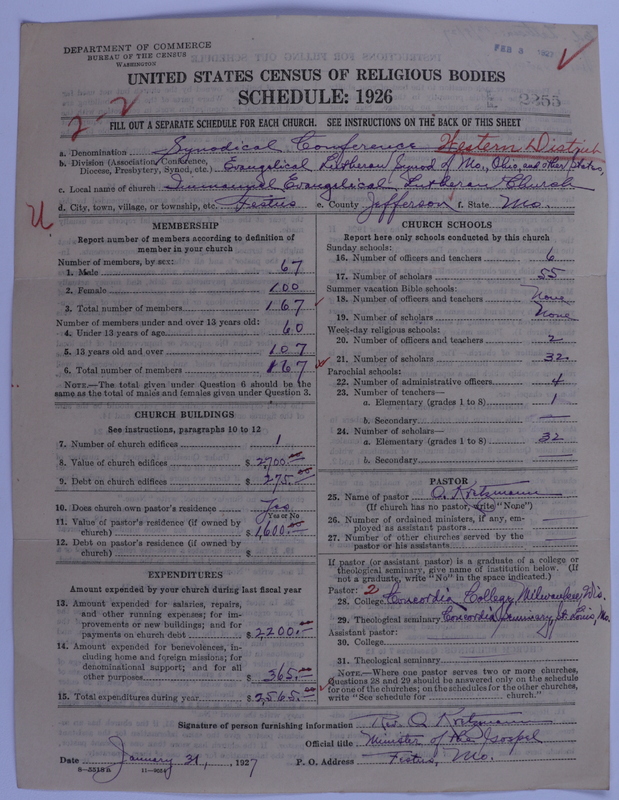 DEPARTMENT OF COMMERCE
BUREAU OF THE CENSUS
WASHINGTON
FEB 3 1927
UNITED STATES CENSUS OF RELIGIOUS BODIES
SCHEDULE: 1926
2355
2-2
FILL OUT A SEPARATE SCHEDULE FOR EACH CHURCH. SEE INSTRUCTIONS ON THE BACK OF THIS SHEET
a. Denomination Synodical Conference Western District
b. Division (Association, Conference, Diocese, Presbytery, Synod, etc.) Evangelical Lutheran Synod of Mo., Ohio, and other States,
c. Local name of church Immanuel Evangelical Lutheran Church
d. City, town, village, or township, etc. Festus e. County Jefferson f. State Mo.
U
MEMBERSHIP
Report number of members according to definition of
member in your church
Number of members, by sex:
1. Male 67
2. Female 100
3. Total number of members 167
Number of members under and over 13 years old:
4. Under 13 years of age 60
5. 13 years old and over 107
6. Total number of members 167
NOTE.—The total given under Question 6 should be the
same as the total of males and females given under Question 3.
CHURCH BUILDINGS
See instructions, paragraphs 10 to 12
7. Number of church edifices 1
8. Value of church edifices $2700.00
9. Debt on church edifices $275.00
10. Does church own pastor's residence Yes
Yes or No
11. Value of pastor's residence (if owned by
church) $1,600.00
12. Debt on pastor's residence (if owned by
church) $
EXPENDITURES
Amount expended by your church during last fiscal year
13. Amount expended for salaries, repairs,
and other running expenses; for im-
provements or new buildings; and for
payments on church debt $2200.00
14. Amount expended for benevolences, in-
cluding home and foreign missions; for
denominational support; and for all
other purposes $365.00
15. Total expenditures during year $2,565.00
CHURCH SCHOOLS
Report here only schools conducted by this church
Sunday schools:
16. Number of officers and teachers 6
17. Number of scholars 55
Summer vacation Bible schools:
18. Number of officers and teachers None
19. Number of scholars None
Week-day religious schools:
20. Number of officers and teachers 2
21. Number of scholars 32
Parochial schools:
22. Number of administrative officers 4
23. Number of teachers—
a. Elementary (grades 1 to 8) 1
b. Secondary
24. Number of scholars—
a. Elementary (grades 1 to 8) 32
b. Secondary
PASTOR
25. Name of pastor O. Kortzmann
(If church has no pastor, write "None")
26. Number of ordained ministers, if any, em-
ployed as assistant pastors
27. Number of other churches served by the
pastor or his assistants
If pastor (or assistant pastor) is a graduate of a college or
theological seminary, give name of institution below. (If
not a graduate, write "No" in the space indicated.)
Pastor: 2
28. College Concordia College, Milwaukee, Wis.
29. Theological seminary Concordia Seminary, St. Louis, Mo.
Assistant pastor:
30. College
31. Theological seminary
NOTE.—Where one pastor serves two or more churches,
Questions 28 and 29 should be answered only on the schedule
for one of the churches; on the schedules for the other churches,
write "See schedule for church."
Signature of person furnishing information Rev. O. Kortzmann
Official title Minister of the Gospel
Date January 31, 1927 P. O. Address Festus, Mo.